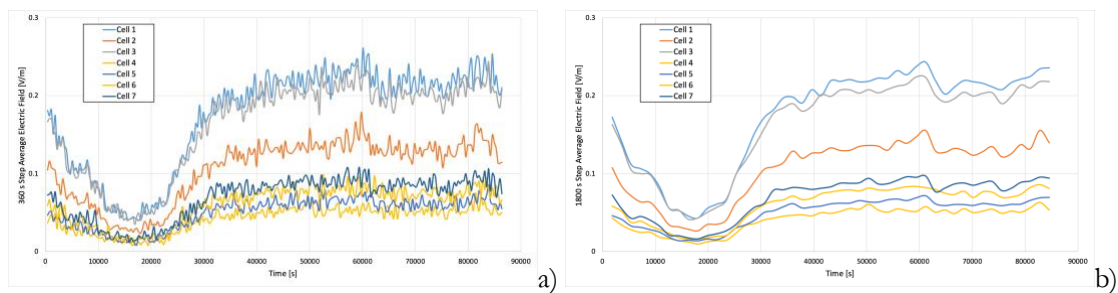 0.3
0.2
0.1
0
360 s Step Average Electric Field [V/m]
Cell 1
Cell 2
Cell 3
Cell 4
Cell 5
Cell 6
Cell 7
0 10000 20000 30000 40000 50000 60000 70000 80000 90000
Time [s]
a)
0.3
0.2
0.1
0
1800 s Step Average Electric Field [V/m]
Cell 1
Cell 2
Cell 3
Cell 4
Cell 5
Cell 6
Cell 7
0 10000 20000 30000 40000 50000 60000 70000 80000 90000
Time [s]
b)